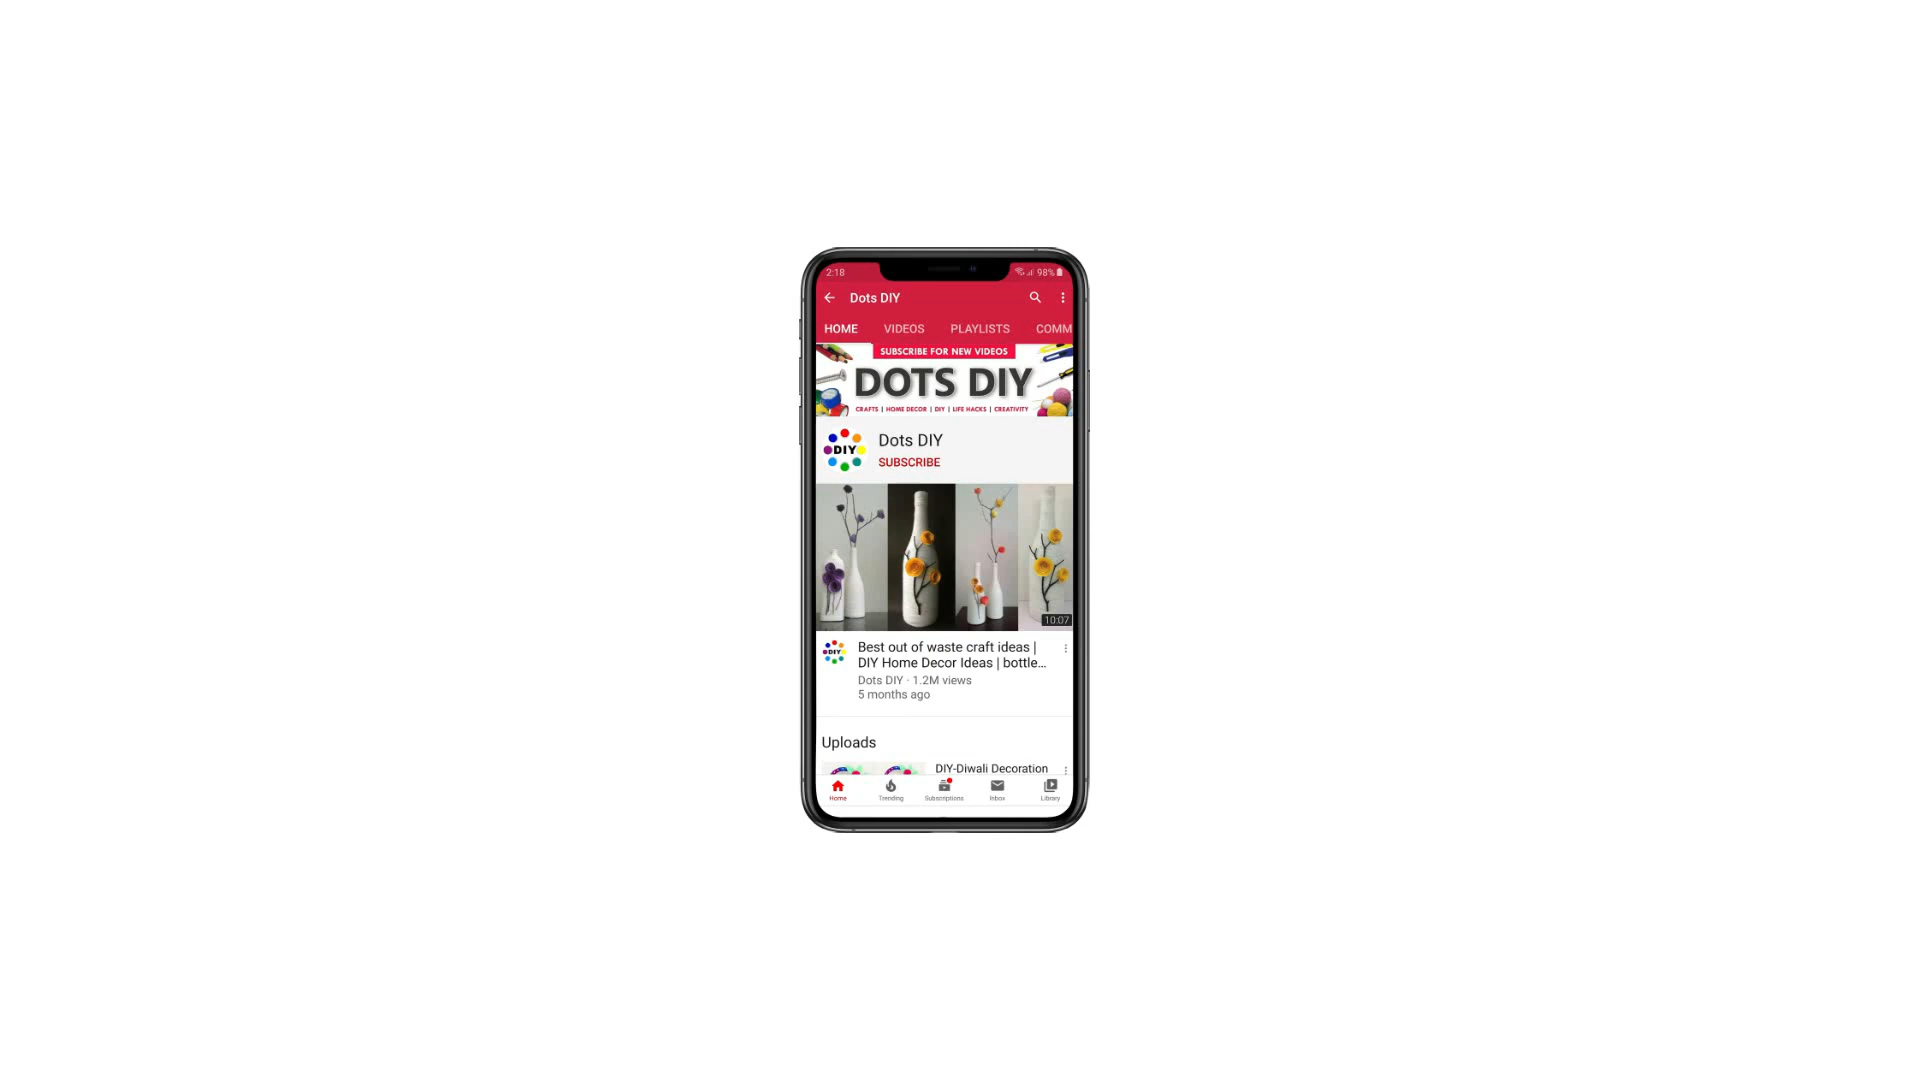 2:18
98%
Dots DIY
HOME VIDEOS PLAYLISTS COMM
SUBSCRIBE FOR NEW VIDEOS
DOTS DIY
CRAFTS | HOME DECOR | DIY | LIFE HACKS | CREATIVITY
DIY
Dots DIY
SUBSCRIBE
10:07
DIY
Best out of waste craft ideas |
DIY Home Decor Ideas | bottle...
Dots DIY · 1.2M views
5 months ago
Uploads
DIY-Diwali Decoration
Home Trending Subscriptions Inbox Library